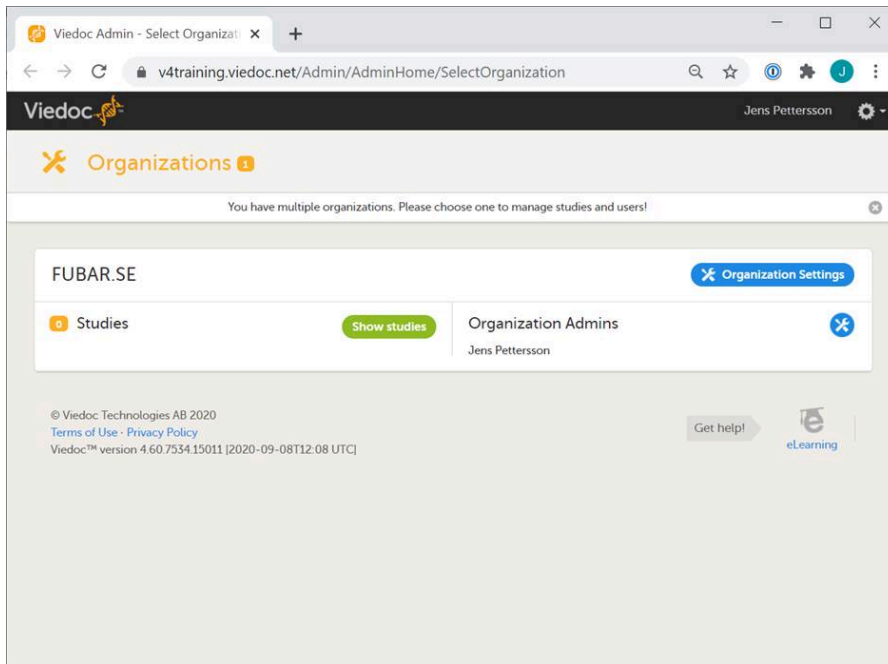 Viedoc Admin - Select Organizati
v4training.viedoc.net/Admin/AdminHome/SelectOrganization
J
Viedoc
Jens Pettersson
Organizations 1
You have multiple organizations. Please choose one to manage studies and users!
FUBAR.SE
Organization Settings
0 Studies
Show studies
Organization Admins
Jens Pettersson
© Viedoc Technologies AB 2020
Terms of Use · Privacy Policy
Viedoc™ version 4.60.7534.15011 [2020-09-08T12:08 UTC]
Get help!
e
eLearning